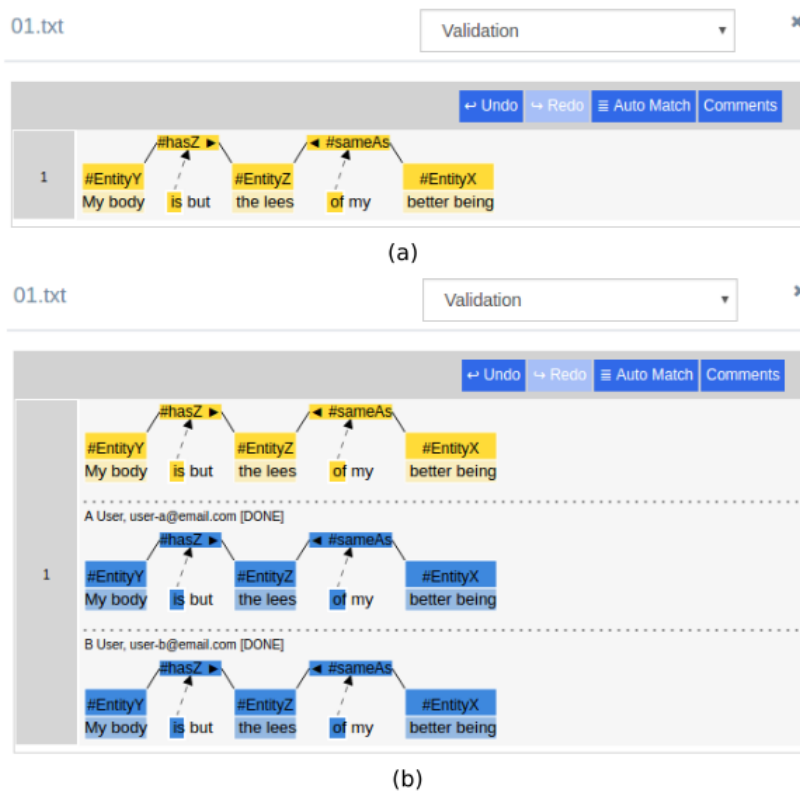 01.txt
Validation
Undo Redo Auto Match Comments
#hasZ ► ◄ #sameAs
1
#EntityY #EntityZ #EntityX
My body is but the lees of my better being
(a)
01.txt
Validation
Undo Redo Auto Match Comments
#hasZ ► ◄ #sameAs
#EntityY #EntityZ #EntityX
My body is but the lees of my better being
A User, user-a@email.com [DONE]
#hasZ ► ◄ #sameAs
1
#EntityY #EntityZ #EntityX
My body is but the lees of my better being
B User, user-b@email.com [DONE]
#hasZ ► ◄ #sameAs
#EntityY #EntityZ #EntityX
My body is but the lees of my better being
(b)